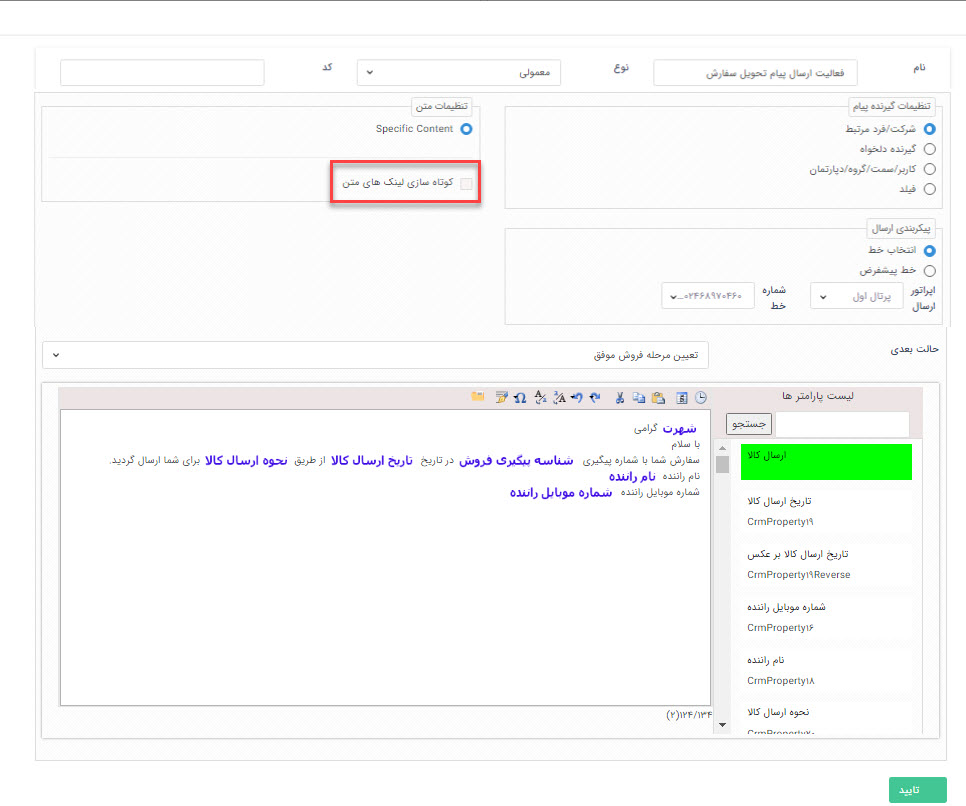 نام
فعالیت ارسال پیام تحویل سفارش
نوع
معمولی
کد
تنظیمات گیرنده پیام
شرکت/فرد مرتبط
گیرنده دلخواه
کاربر/سمت/گروه/دپارتمان
فیلد
تنظیمات متن
Specific Content
کوتاه سازی لینک های متن
پیکربندی ارسال
انتخاب خط
خط پیشفرض
اپراتور ارسال
پرتال اول
شماره خط
۰۲۴۶۸۹۷۰۴۶۰...
حالت بعدی
تعیین مرحله فروش موفق
لیست پارامتر ها
جستجو
ارسال کالا
تاریخ ارسال کالا
CrmProperty۱۹
تاریخ ارسال کالا بر عکس
CrmProperty۱۹Reverse
شماره موبایل راننده
CrmProperty۱۶
نام راننده
CrmProperty۱۸
نحوه ارسال کالا
CrmProperty۲۰
شهرت گرامی
با سلام
سفارش شما با شماره پیگیری شناسه پیگیری فروش در تاریخ تاریخ ارسال کالا از طریق نحوه ارسال کالا برای شما ارسال گردید.
نام راننده نام راننده
شماره موبایل راننده شماره موبایل راننده
۱۲۴/۱۳۴(۲)
تایید